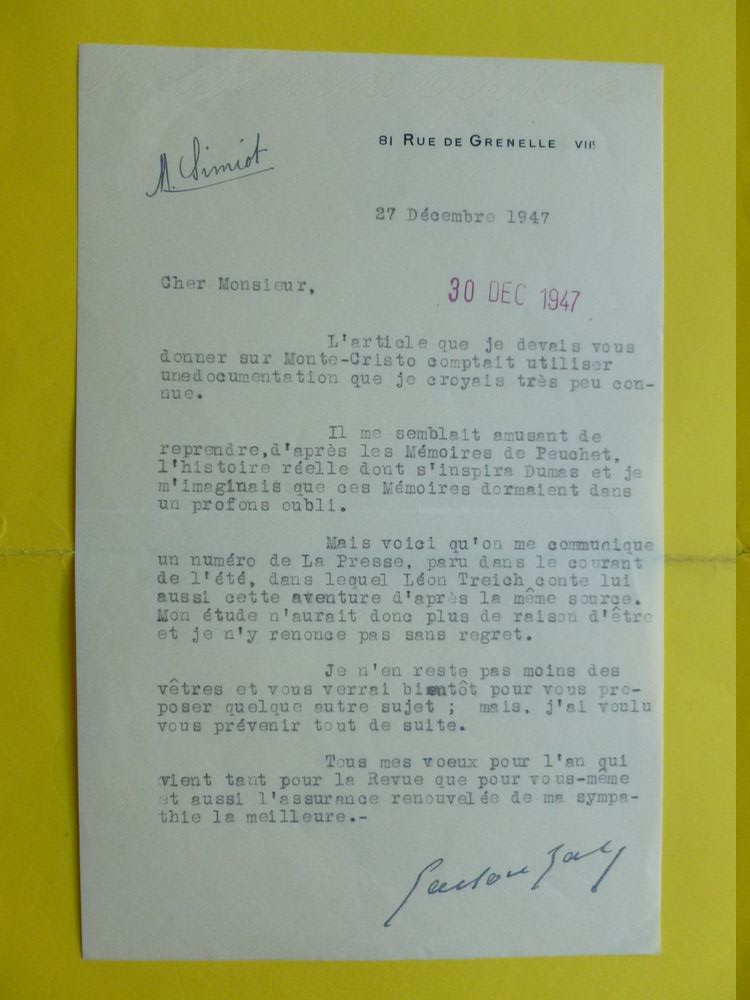 81 RUE DE GRENELLE VIIe
M. Simiot
27 Décembre 1947
Cher Monsieur,
30 DEC 1947
L'article que je devais vous
donner sur Monte-Cristo comptait utiliser
unedocumentation que je croyais très peu con-
nue.
Il me semblait amusant de
reprendre,d'après les Mémoires de Peuchet,
l'histoire réelle dont s'inspira Dumas et je
m'imaginais que ces Mémoires dormaient dans
un profons oubli.
Mais voici qu'on me communique
un numéro de La Presse, paru dans le courant
de l'été, dans lequel Léon Treich conte lui
aussi cette aventure d'après la même source.
Mon étude n'aurait donc plus de raison d'être
et je n'y renonce pas sans regret.
Je n'en reste pas moins des
vêtres et vous verrai bientôt pour vous pro-
poser quelque autre sujet ; mais, j'ai voulu
vous prévenir tout de suite.
Tous mes voeux pour l'an qui
vient tant pour la Revue que pour vous-même
et aussi l'assurance renouvelée de ma sympa-
thie la meilleure.-